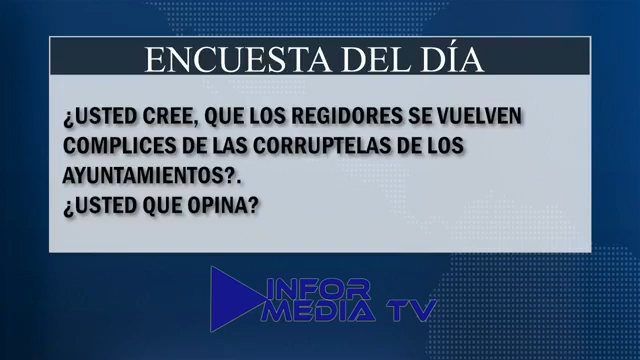 ENCUESTA DEL DÍA
¿USTED CREE, QUE LOS REGIDORES SE VUELVEN
COMPLICES DE LAS CORRUPTELAS DE LOS
AYUNTAMIENTOS?.
¿USTED QUE OPINA?
INFOR
MEDIA TV